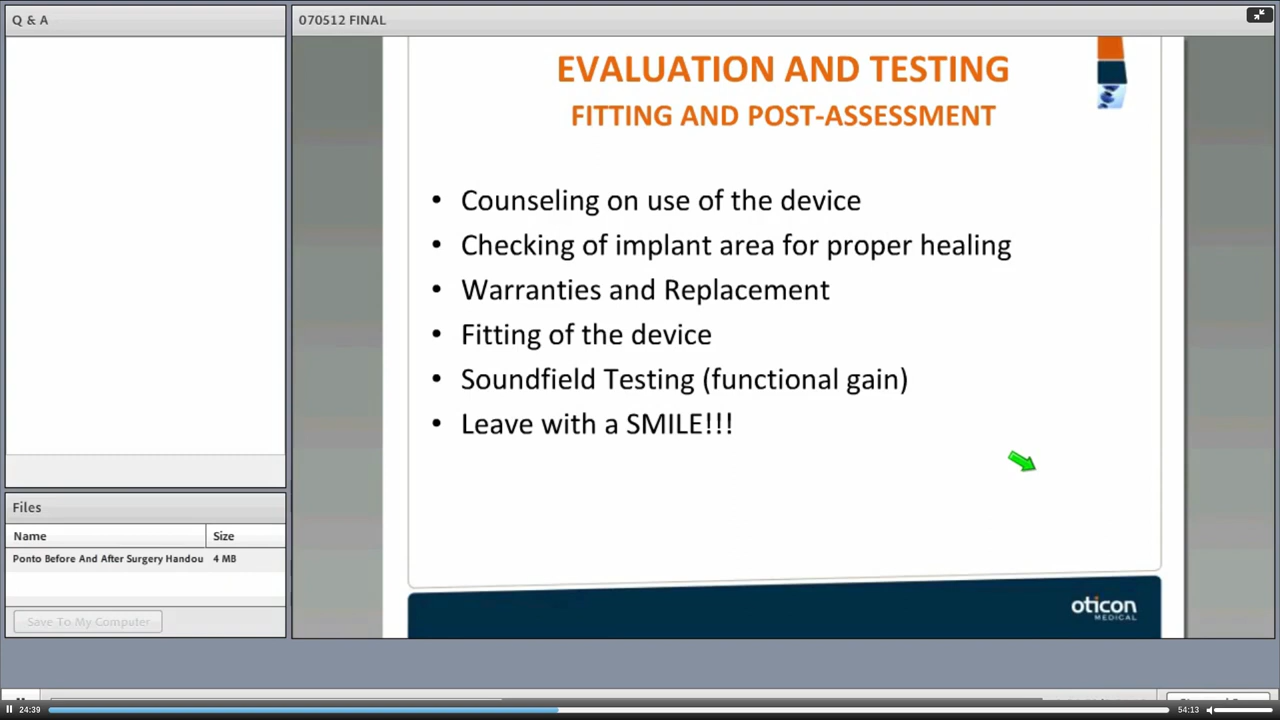 Q & A
070512 FINAL
EVALUATION AND TESTING
FITTING AND POST-ASSESSMENT
• Counseling on use of the device
• Checking of implant area for proper healing
• Warranties and Replacement
• Fitting of the device
• Soundfield Testing (functional gain)
• Leave with a SMILE!!!
Files
Name Size
Ponto Before And After Surgery Handou 4 MB
Save To My Computer
oticon
MEDICAL
24:39 54:13